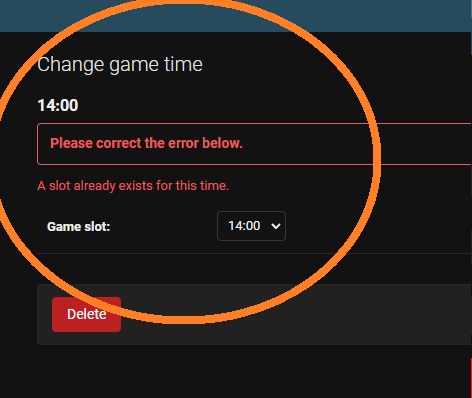 Change game time
14:00
Please correct the error below.
A slot already exists for this time.
Game slot: 14:00
Delete